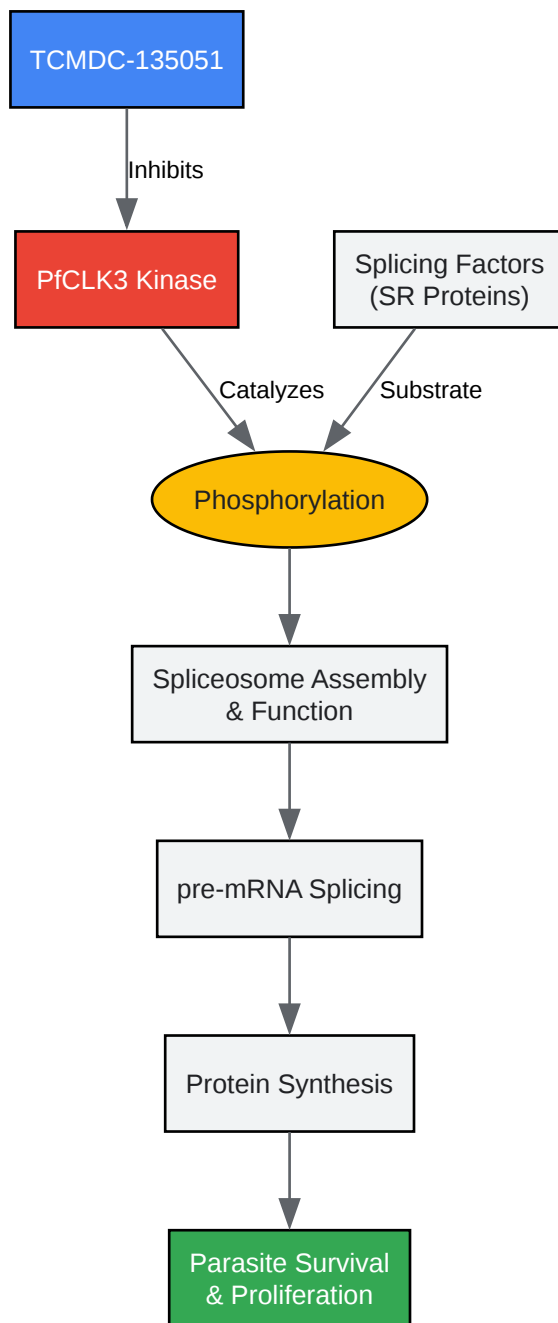 TCMDC-135051
Inhibits
PfCLK3 Kinase
Splicing Factors
(SR Proteins)
Catalyzes
Substrate
Phosphorylation
Spliceosome Assembly
& Function
pre-mRNA Splicing
Protein Synthesis
Parasite Survival
& Proliferation